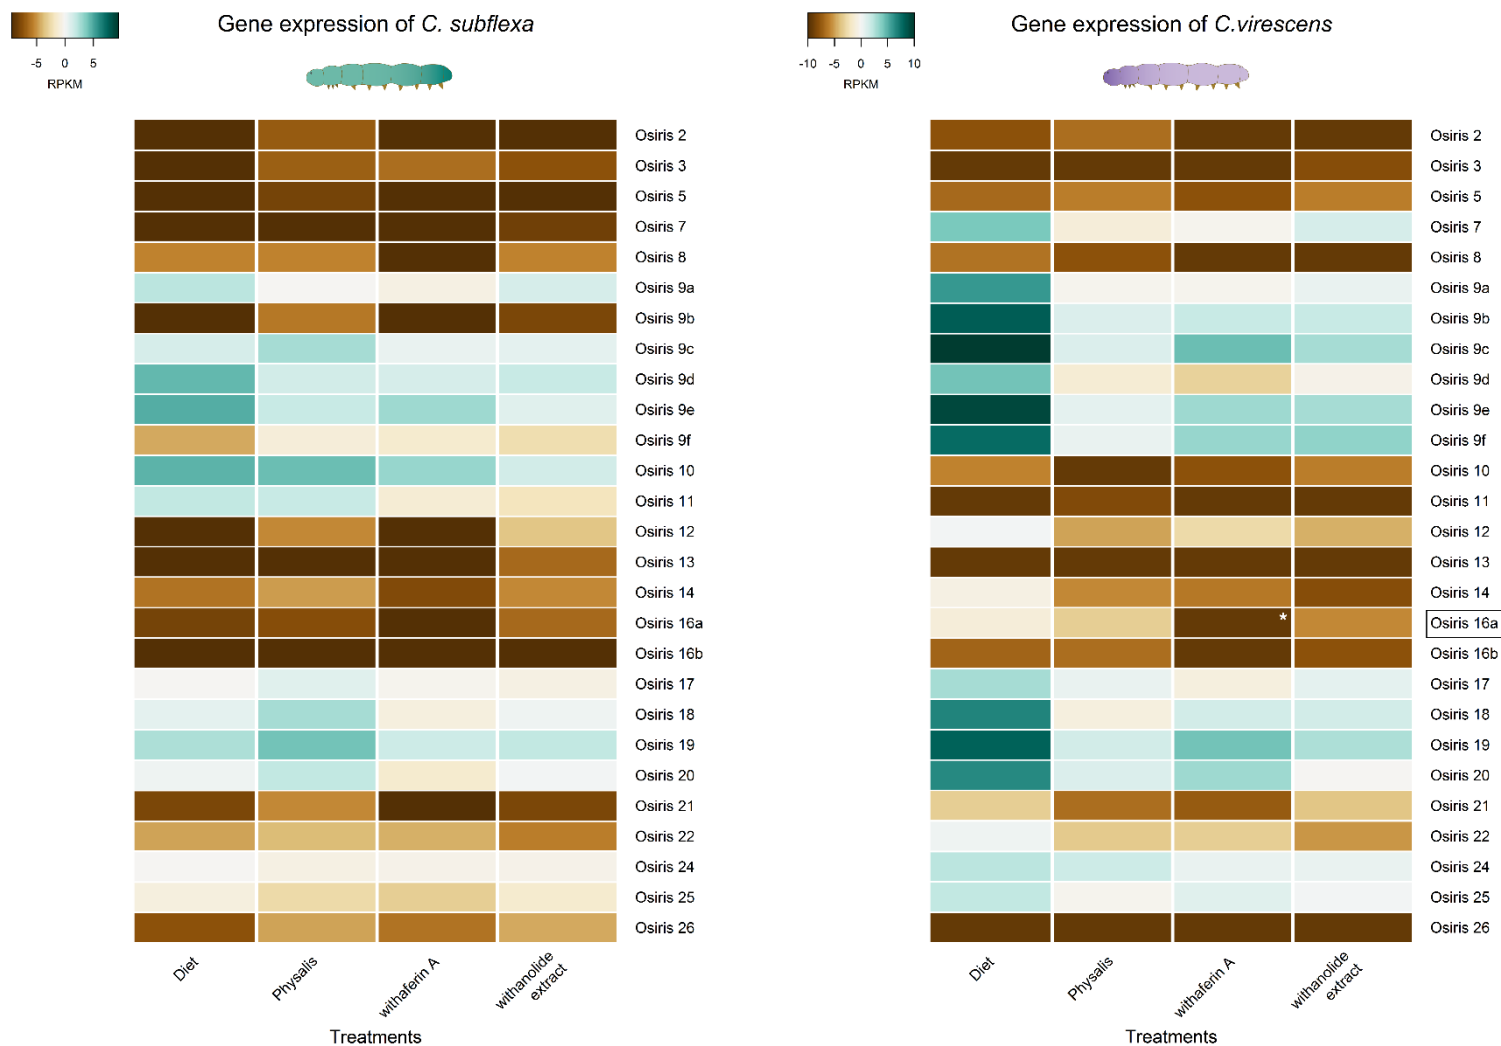 Gene expression of C. subflexa
-5 0 5
RPKM
Osiris 2
Osiris 3
Osiris 5
Osiris 7
Osiris 8
Osiris 9a
Osiris 9b
Osiris 9c
Osiris 9d
Osiris 9e
Osiris 9f
Osiris 10
Osiris 11
Osiris 12
Osiris 13
Osiris 14
Osiris 16a
Osiris 16b
Osiris 17
Osiris 18
Osiris 19
Osiris 20
Osiris 21
Osiris 22
Osiris 24
Osiris 25
Osiris 26
Diet
Physalis
withaferin A
withanolide
extract
Treatments
Gene expression of C.virescens
-10 -5 0 5 10
RPKM
Osiris 2
Osiris 3
Osiris 5
Osiris 7
Osiris 8
Osiris 9a
Osiris 9b
Osiris 9c
Osiris 9d
Osiris 9e
Osiris 9f
Osiris 10
Osiris 11
Osiris 12
Osiris 13
Osiris 14
* Osiris 16a
Osiris 16b
Osiris 17
Osiris 18
Osiris 19
Osiris 20
Osiris 21
Osiris 22
Osiris 24
Osiris 25
Osiris 26
Diet
Physalis
withaferin A
withanolide
extract
Treatments